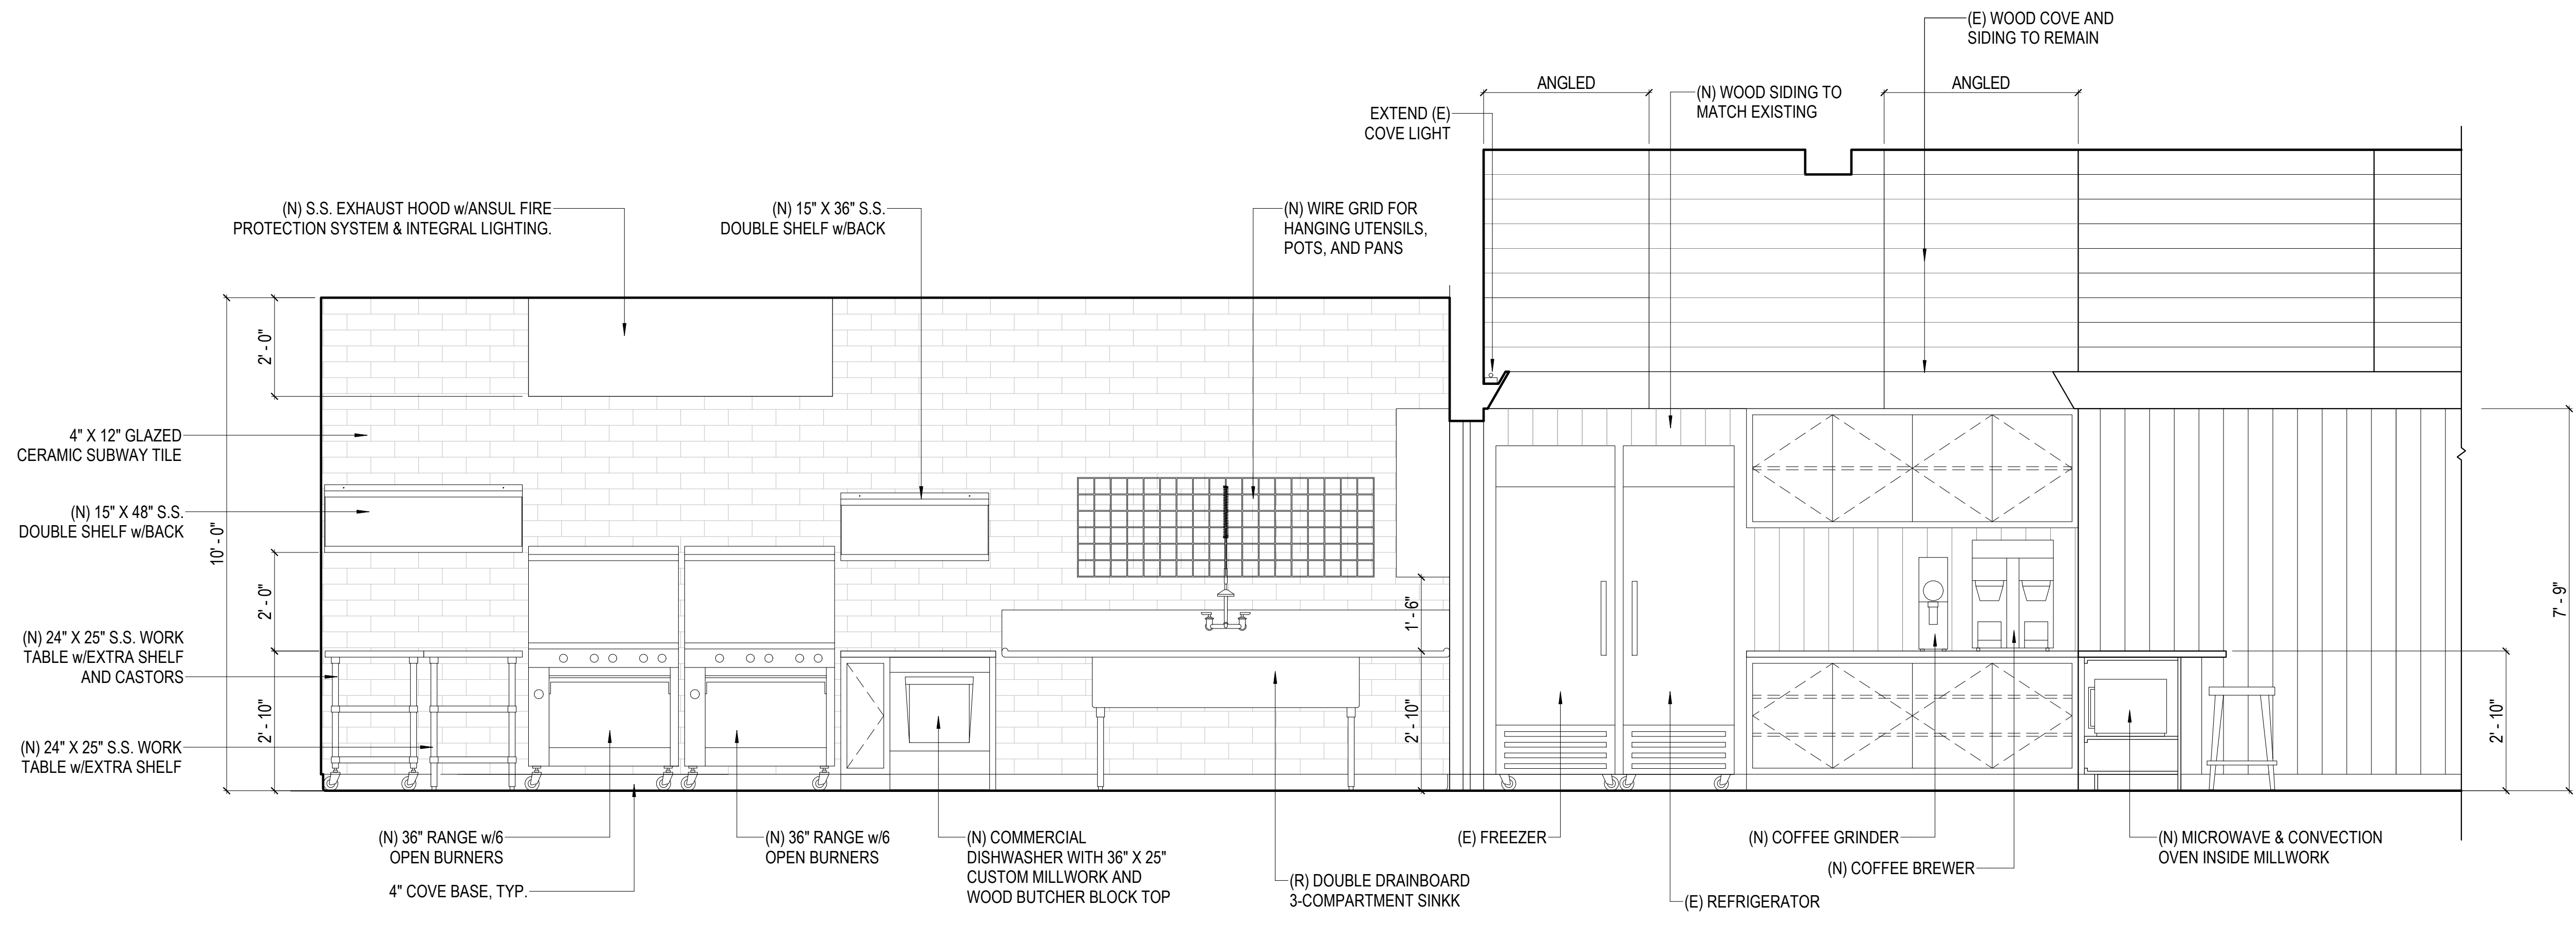 (E) WOOD COVE AND
SIDING TO REMAIN
ANGLED
ANGLED
(N) WOOD SIDING TO
MATCH EXISTING
EXTEND (E)
COVE LIGHT
(N) S.S. EXHAUST HOOD w/ANSUL FIRE
PROTECTION SYSTEM & INTEGRAL LIGHTING.
(N) 15" X 36" S.S.
DOUBLE SHELF w/BACK
(N) WIRE GRID FOR
HANGING UTENSILS,
POTS, AND PANS
2' - 0"
4" X 12" GLAZED
CERAMIC SUBWAY TILE
(N) 15" X 48" S.S.
DOUBLE SHELF w/BACK
10' - 0"
2' - 0"
1' - 6"
7' - 9"
(N) 24" X 25" S.S. WORK
TABLE w/EXTRA SHELF
AND CASTORS
2' - 10"
2' - 10"
2' - 10"
(N) 24" X 25" S.S. WORK
TABLE w/EXTRA SHELF
(N) 36" RANGE w/6
OPEN BURNERS
(N) 36" RANGE w/6
OPEN BURNERS
(N) COMMERCIAL
DISHWASHER WITH 36" X 25"
CUSTOM MILLWORK AND
WOOD BUTCHER BLOCK TOP
(E) FREEZER
(N) COFFEE GRINDER
(N) MICROWAVE & CONVECTION
OVEN INSIDE MILLWORK
(N) COFFEE BREWER
4" COVE BASE, TYP.
(R) DOUBLE DRAINBOARD
3-COMPARTMENT SINKK
(E) REFRIGERATOR